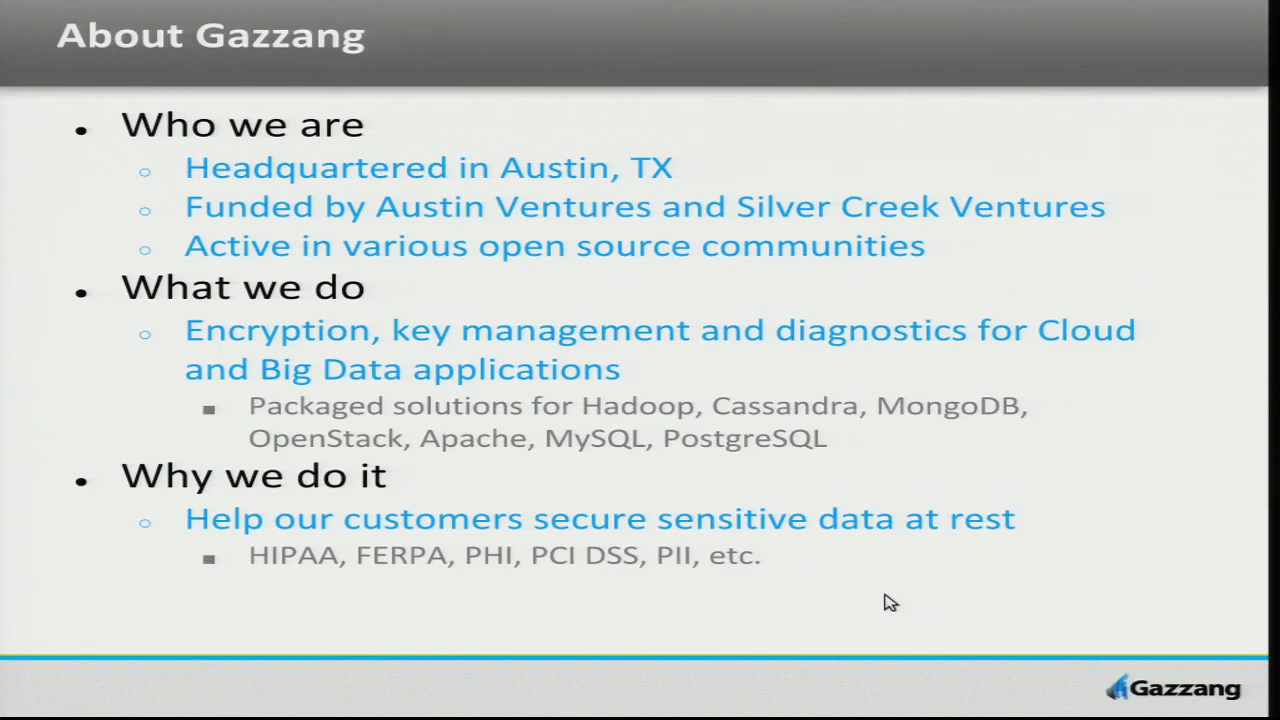 About Gazzang
• Who we are
○ Headquartered in Austin, TX
○ Funded by Austin Ventures and Silver Creek Ventures
○ Active in various open source communities
• What we do
○ Encryption, key management and diagnostics for Cloud
and Big Data applications
■ Packaged solutions for Hadoop, Cassandra, MongoDB,
OpenStack, Apache, MySQL, PostgreSQL
• Why we do it
○ Help our customers secure sensitive data at rest
■ HIPAA, FERPA, PHI, PCI DSS, PII, etc.
Gazzang